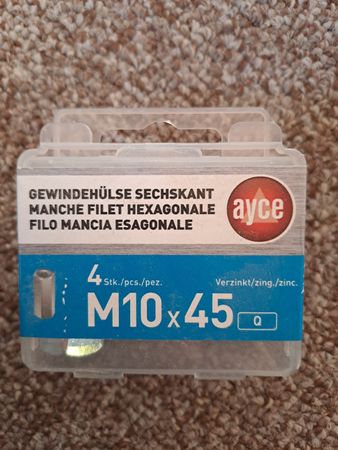 GEWINDEHÜLSE SECHSKANT
MANCHE FILET HEXAGONALE
FILO MANCIA ESAGONALE
ayce
4 Stk./pcs./pez.
Verzinkt/zing./zinc.
M10 x 45
Q